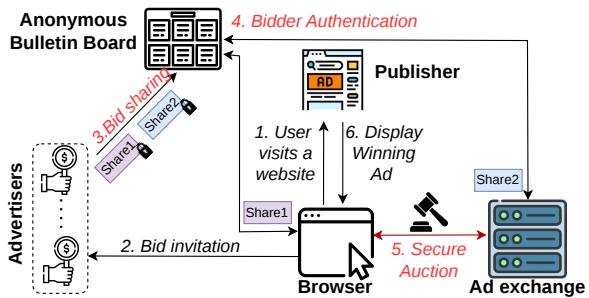 Anonymous
Bulletin Board
4. Bidder Authentication
AD
Publisher
3.Bid sharing
Share1
Share2
1. User
visits a
website
6. Display
Winning
Ad
Advertisers
Share1
Share2
2. Bid invitation
5. Secure
Auction
Browser
Ad exchange